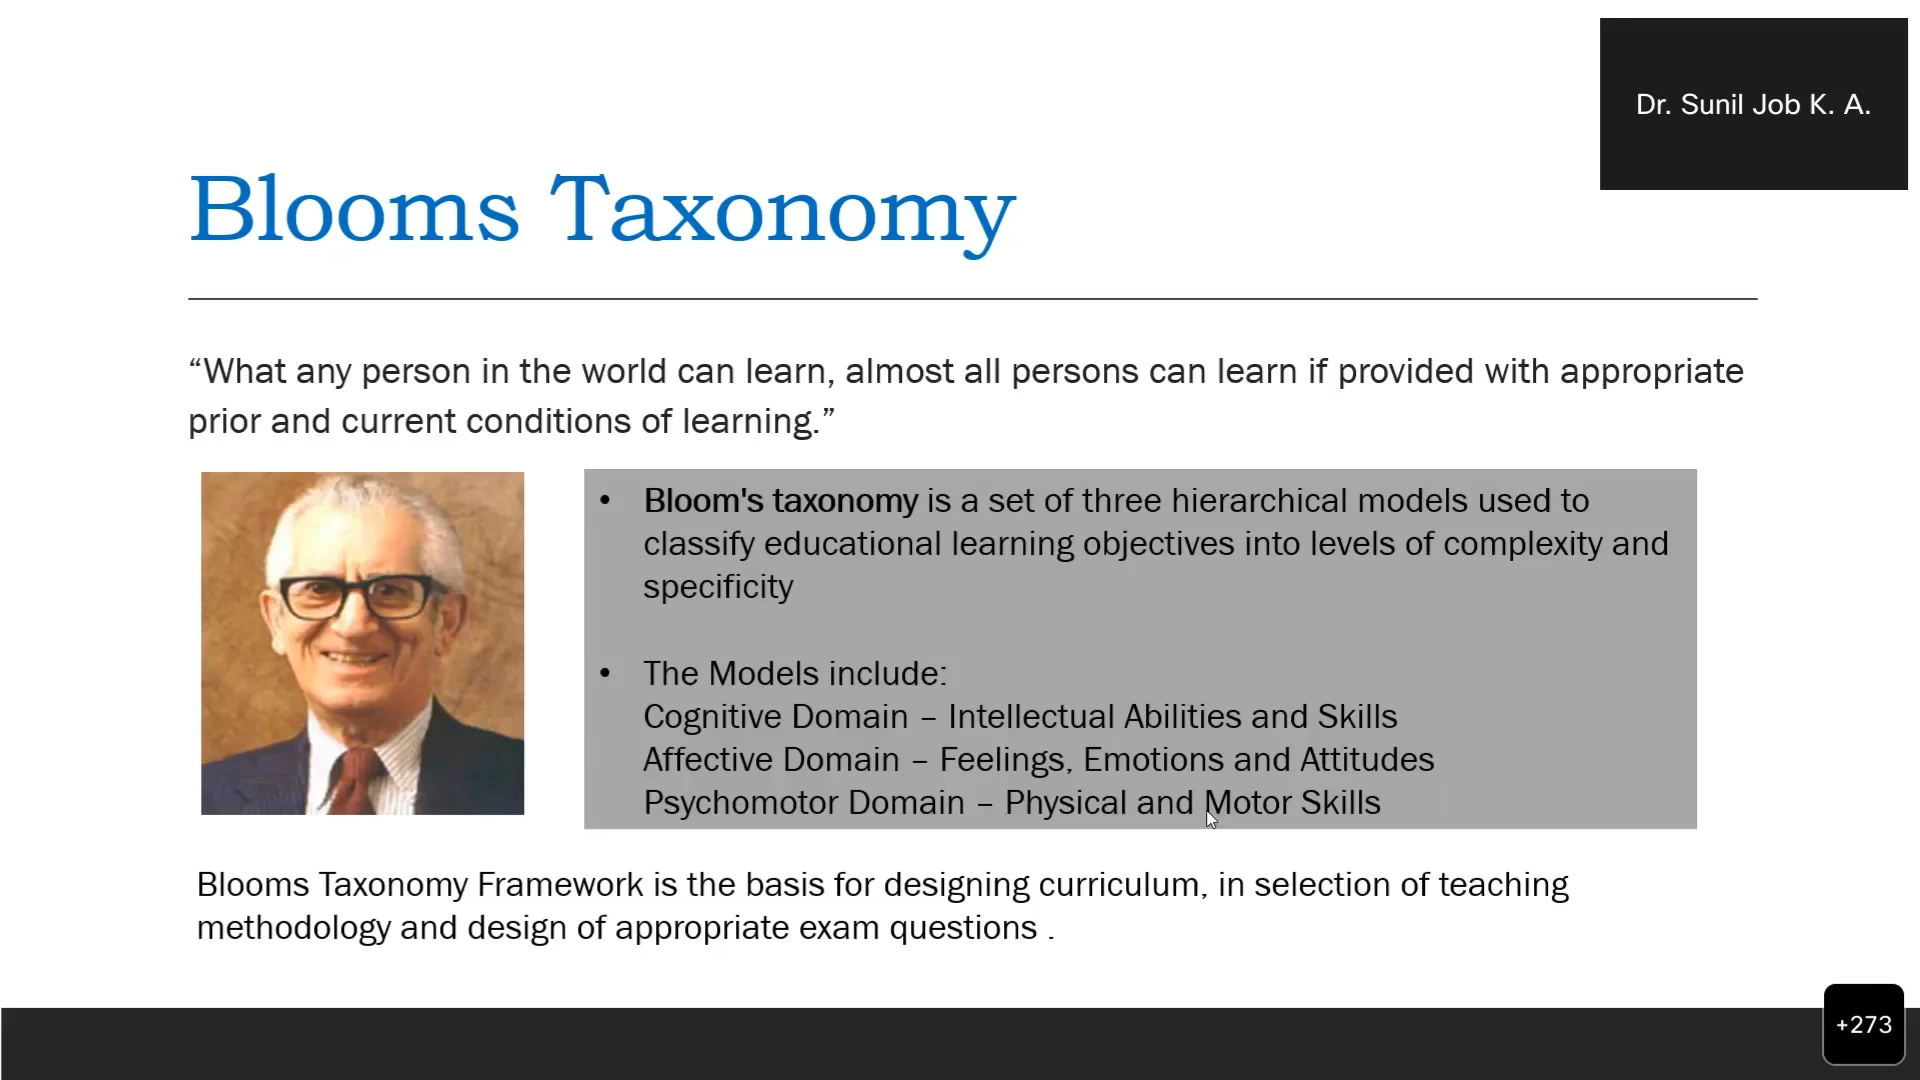 Dr. Sunil Job K. A.
Blooms Taxonomy
“What any person in the world can learn, almost all persons can learn if provided with appropriate
prior and current conditions of learning.”
• Bloom's taxonomy is a set of three hierarchical models used to
classify educational learning objectives into levels of complexity and
specificity
• The Models include:
Cognitive Domain – Intellectual Abilities and Skills
Affective Domain – Feelings, Emotions and Attitudes
Psychomotor Domain – Physical and Motor Skills
Blooms Taxonomy Framework is the basis for designing curriculum, in selection of teaching
methodology and design of appropriate exam questions .
+273